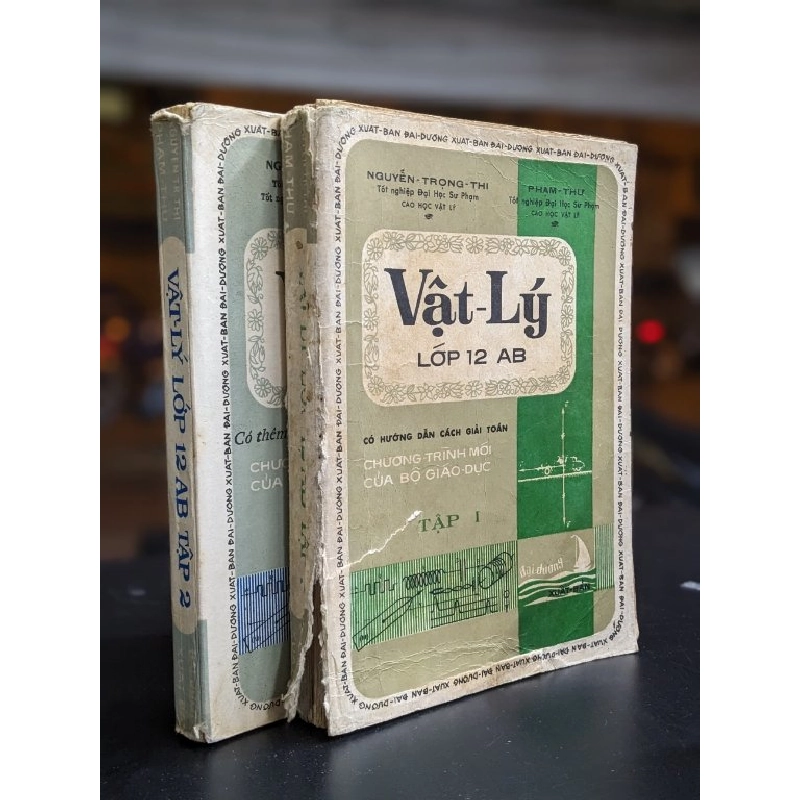 NGUYỄN-TRỌNG-THI
Tốt nghiệp Đại Học Sư Phạm
CAO HỌC VẬT LÝ
PHẠM-THƯ
Tốt nghiệp Đại Học Sư Phạm
CAO HỌC VẬT LÝ
Vật-Lý
LỚP 12 AB
CÓ HƯỚNG DẪN CÁCH GIẢI TOÁN
CHƯƠNG-TRÌNH MỚI
CỦA BỘ GIÁO-DỤC
TẬP I
đại dương
XUẤT-BẢN
XUẤT-BẢN ĐẠI-DƯƠNG XUẤT-BẢN ĐẠI-DƯƠNG XUẤT-BẢN ĐẠI-DƯƠNG
VẬT-LÝ LỚP 12 AB TẬP 2
Có thêm
CHƯƠ
CỦA